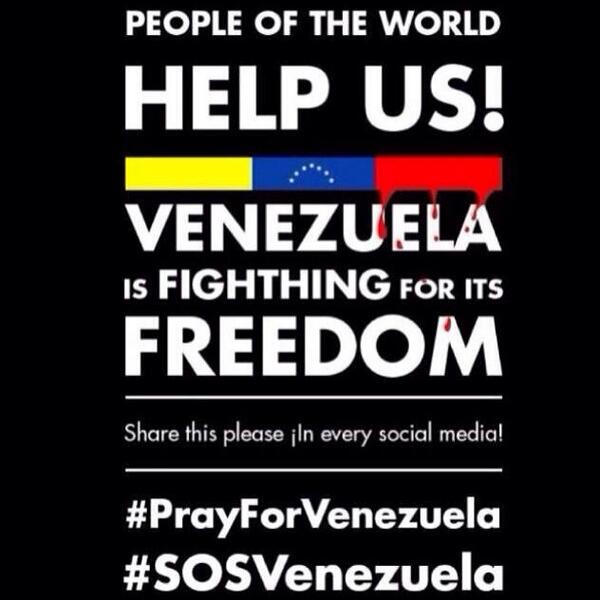 PEOPLE OF THE WORLD
HELP US!
VENEZUELA
IS FIGHTHING FOR ITS
FREEDOM
Share this please ¡In every social media!
#PrayForVenezuela
#SOSVenezuela